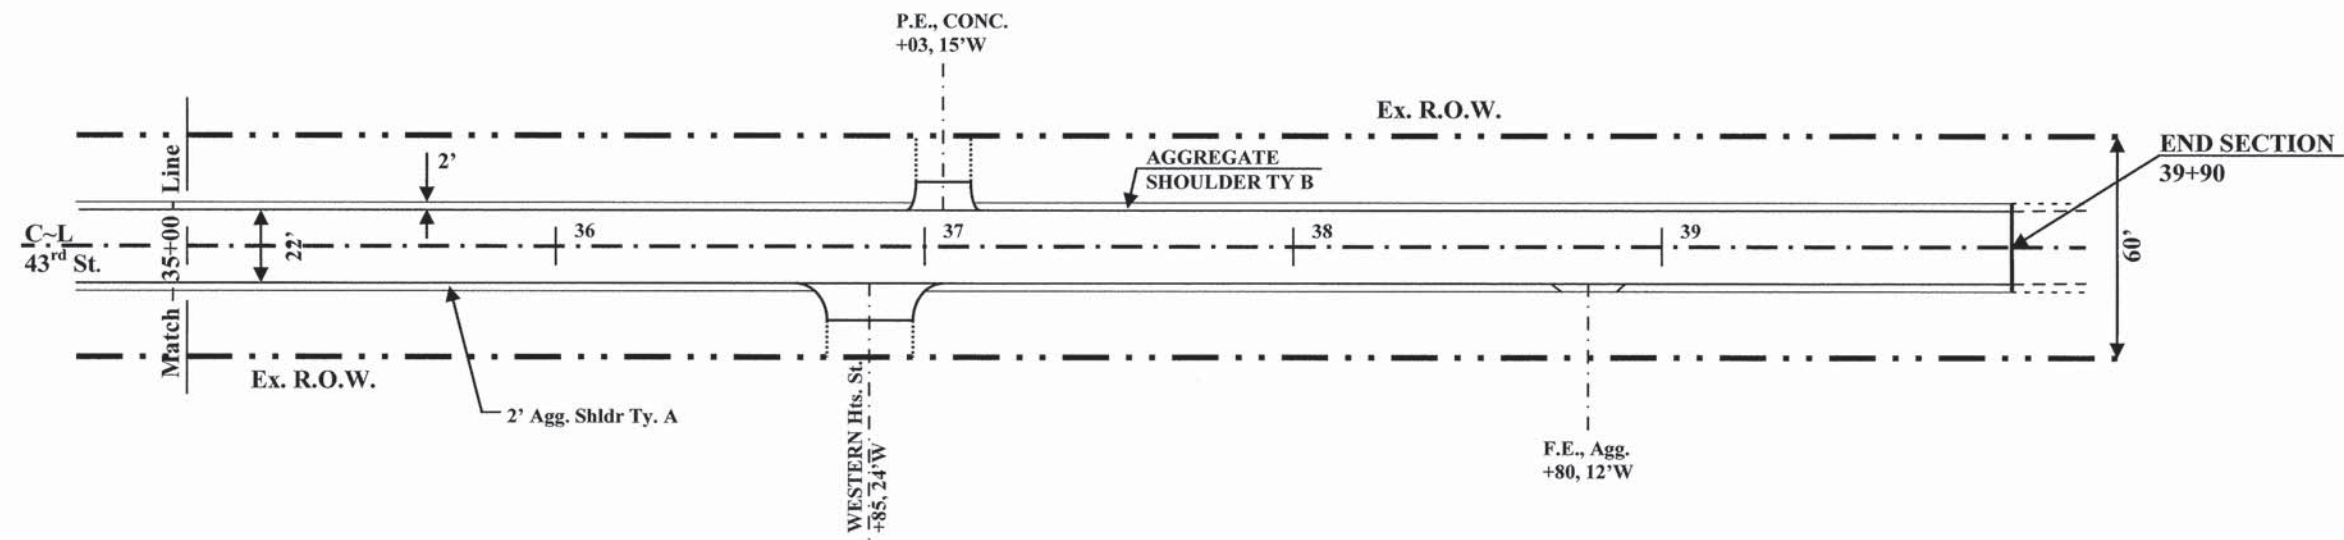 P.E., CONC.
+03, 15'W
Ex. R.O.W.
END SECTION
39+90
2'
AGGREGATE
SHOULDER TY B
Match 35+00 Line
C~L
43rd St.
22'
36
37
38
39
60'
Ex. R.O.W.
2' Agg. Shldr Ty. A
WESTERN Hts. St.
+85, 24'W
F.E., Agg.
+80, 12'W